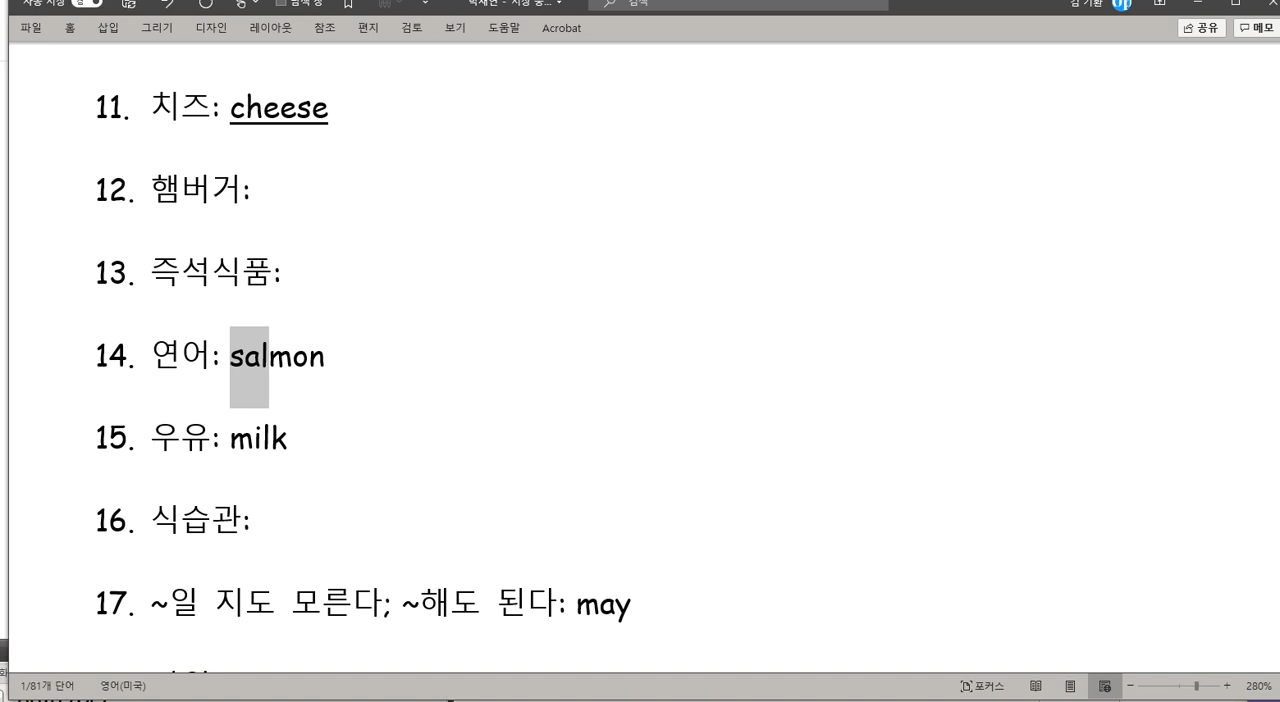 파일 홈 삽입 그리기 디자인 레이아웃 참조 편지 검토 보기 도움말 Acrobat 공유 메모
11. 치즈: cheese
12. 햄버거:
13. 즉석식품:
14. 연어: salmon
15. 우유: milk
16. 식습관:
17. ~일 지도 모른다; ~해도 된다: may
1/81개 단어 영어(미국) 포커스 280%